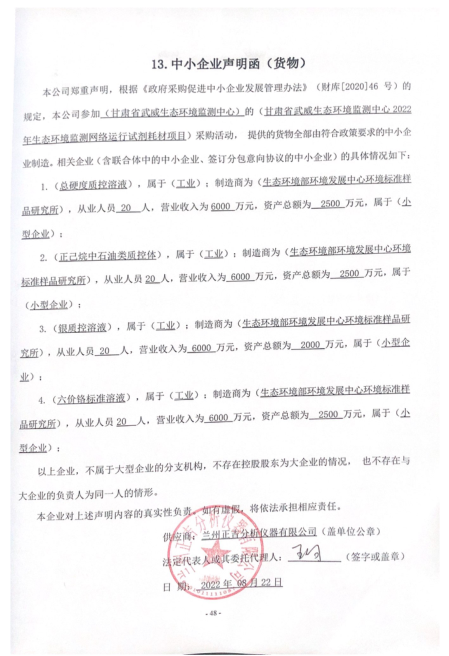 13.中小企业声明函（货物）
本公司郑重声明，根据《政府采购促进中小企业发展管理办法》（财库[2020]46 号）的
规定，本公司参加（甘肃省武威生态环境监测中心）的（甘肃省武威生态环境监测中心 2022
年生态环境监测网络运行试剂耗材项目）采购活动， 提供的货物全部由符合政策要求的中小企
业制造。相关企业（含联合体中的中小企业、签订分包意向协议的中小企业）的具体情况如下：
1.（总硬度质控溶液），属于（工业）；制造商为（生态环境部环境发展中心环境标准样
品研究所），从业人员 20 人，营业收入为 6000 万元，资产总额为 2500 万元，属于（小
型企业）；
2.（正己烷中石油类质控体），属于（工业）；制造商为（生态环境部环境发展中心环境
标准样品研究所），从业人员 20 人，营业收入为 6000 万元，资产总额为 2500 万元，属于
（小型企业）；
3.（银质控溶液），属于（工业）；制造商为（生态环境部环境发展中心环境标准样品研
究所），从业人员 20 人，营业收入为 6000 万元，资产总额为 2000 万元，属于（小型企
业）；
4.（六价铬标准溶液），属于（工业）；制造商为（生态环境部环境发展中心环境标准样
品研究所），从业人员 20 人，营业收入为 6000 万元，资产总额为 2500 万元，属于（小
型企业）；
以上企业，不属于大型企业的分支机构，不存在控股股东为大企业的情况， 也不存在与
大企业的负责人为同一人的情形。
本企业对上述声明内容的真实性负责。如有虚假，将依法承担相应责任。
供应商：兰州正吉分析仪器有限公司（盖单位公章）
法定代表人或其委托代理人：（签字或盖章）
日 期：2022 年 08 月 22 日
- 48 -